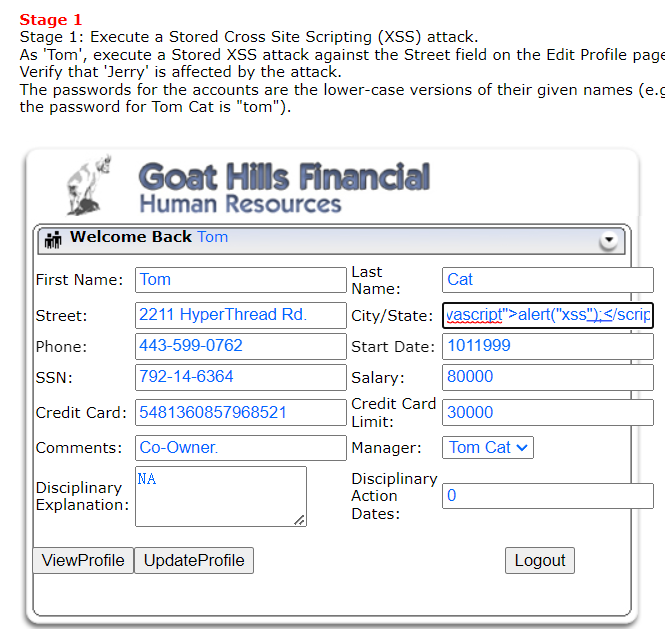 Stage 1
Stage 1: Execute a Stored Cross Site Scripting (XSS) attack.
As 'Tom', execute a Stored XSS attack against the Street field on the Edit Profile page
Verify that 'Jerry' is affected by the attack.
The passwords for the accounts are the lower-case versions of their given names (e.g
the password for Tom Cat is "tom").
Goat Hills Financial
Human Resources
Welcome Back Tom
First Name: Tom Last Name: Cat
Street: 2211 HyperThread Rd. City/State: vascript">alert("xss");</scrip
Phone: 443-599-0762 Start Date: 1011999
SSN: 792-14-6364 Salary: 80000
Credit Card: 5481360857968521 Credit Card Limit: 30000
Comments: Co-Owner. Manager: Tom Cat
Disciplinary Explanation: NA Disciplinary Action Dates: 0
ViewProfile UpdateProfile Logout